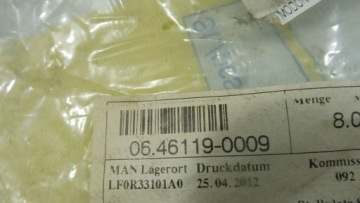 Menge
8.0
06.46119-0009
MAN Lagerort Druckdatum Kommiss
LF0R33101A0 25.04.2012 092